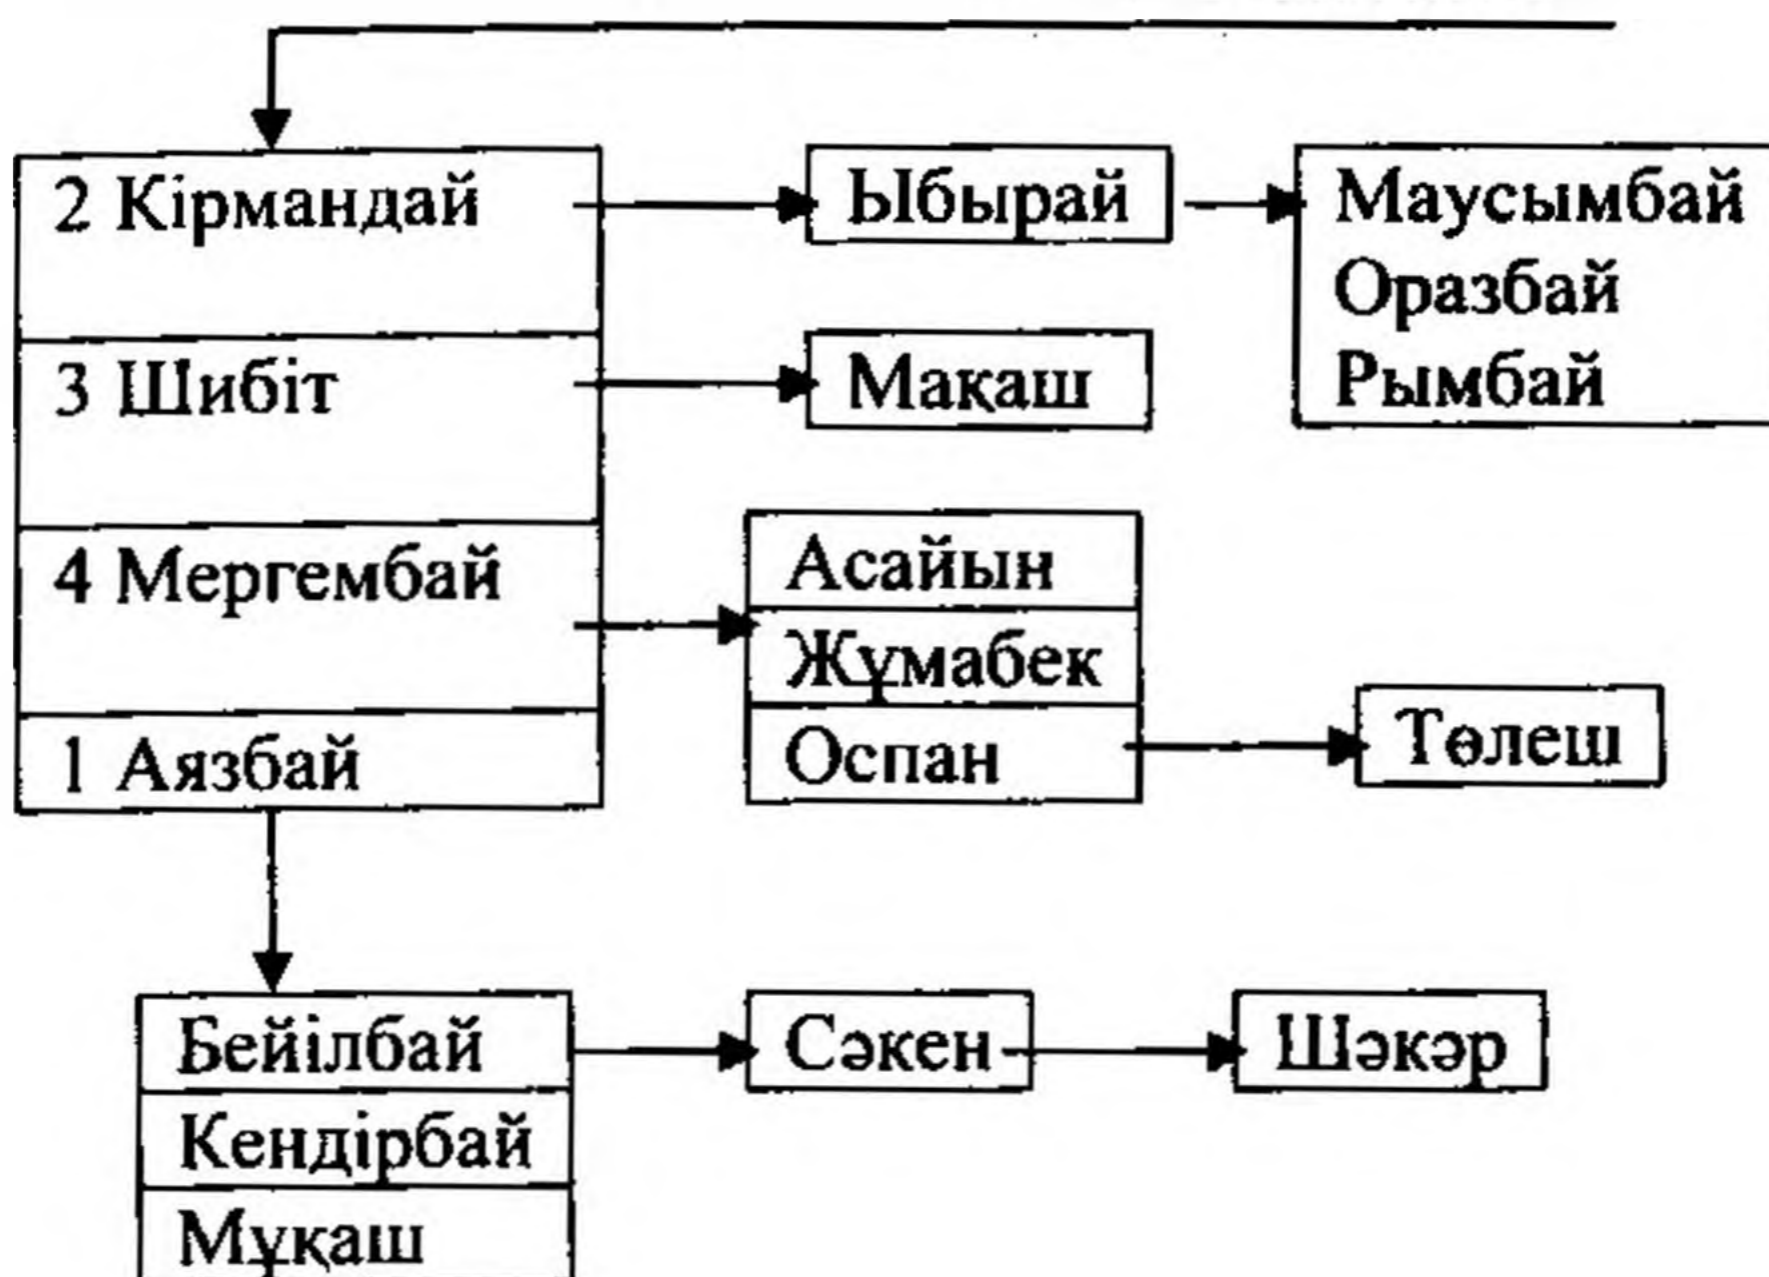 2 Кірмандай
Ыбырай
Маусымбай
Оразбай
Рымбай
3 Шибіт
Мақаш
4 Мергембай
Асайын
Жұмабек
Оспан
Төлеш
1 Аязбай
Бейілбай
Сәкен
Шәкәр
Кендірбай
Мұқаш